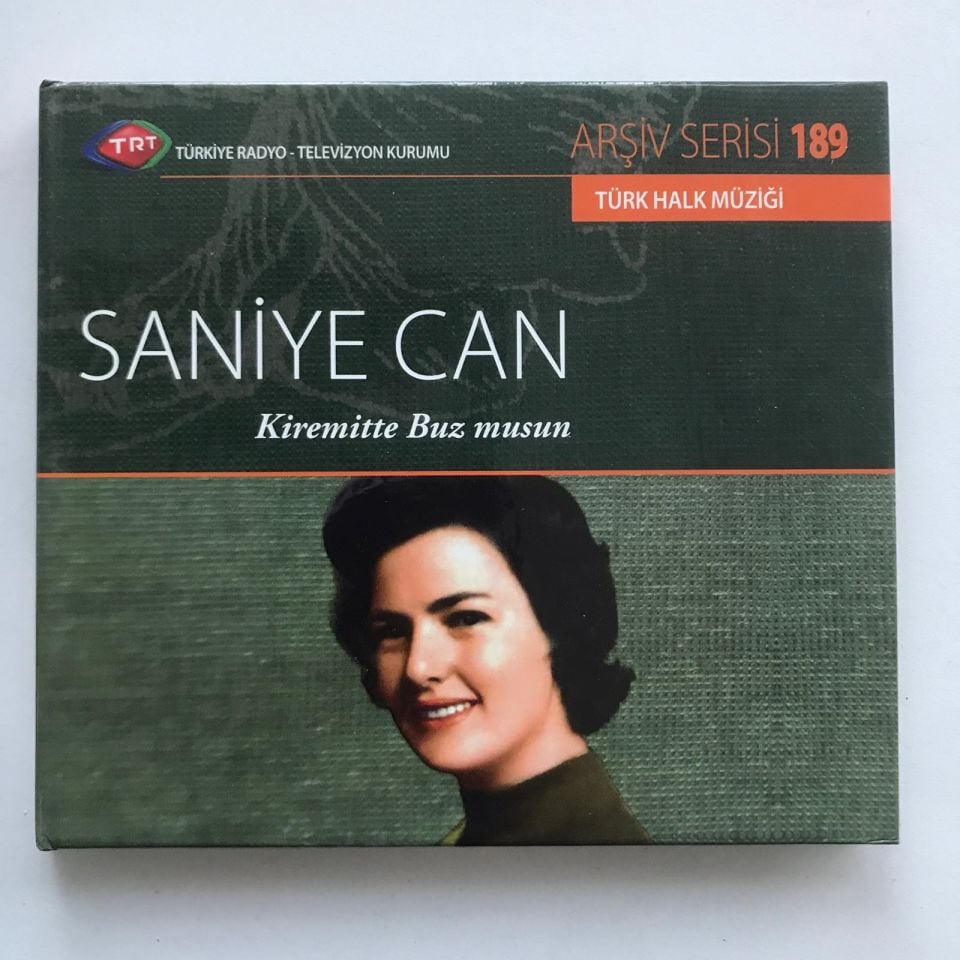 TRT
TÜRKİYE RADYO - TELEVİZYON KURUMU
ARŞİV SERİSİ 189
TÜRK HALK MÜZİĞİ
SANİYE CAN
Kiremitte Buz musun